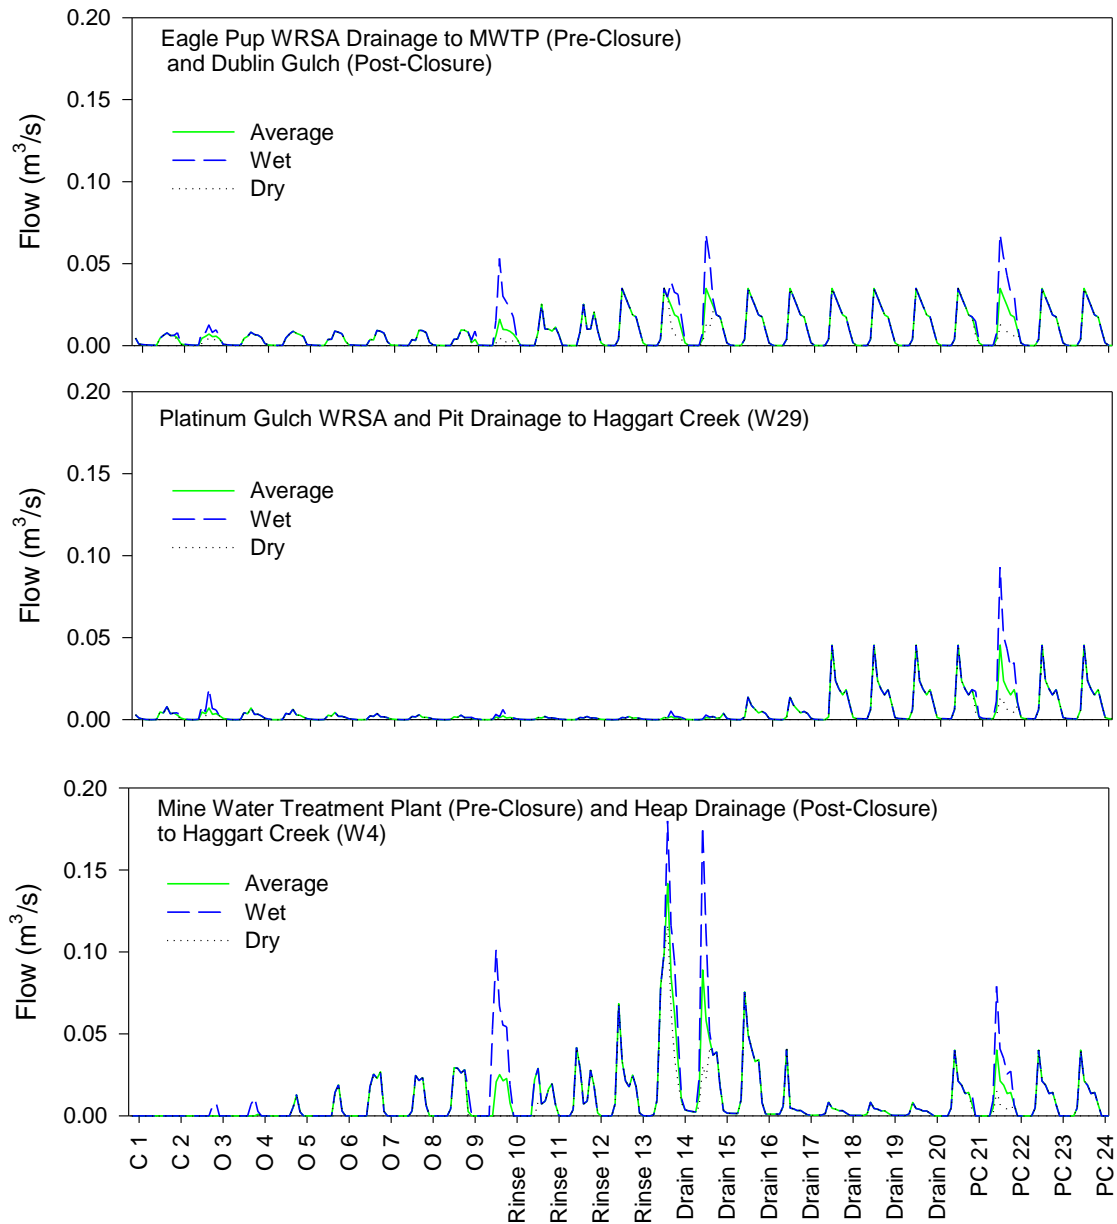 0.20
0.15
0.10
0.05
0.00
Flow (m³/s)
Eagle Pup WRSA Drainage to MWTP (Pre-Closure)
and Dublin Gulch (Post-Closure)
Average
Wet
Dry
0.20
0.15
0.10
0.05
0.00
Flow (m³/s)
Platinum Gulch WRSA and Pit Drainage to Haggart Creek (W29)
Average
Wet
Dry
0.20
0.15
0.10
0.05
0.00
Flow (m³/s)
Mine Water Treatment Plant (Pre-Closure) and Heap Drainage (Post-Closure)
to Haggart Creek (W4)
Average
Wet
Dry
C 1
C 2
O 3
O 4
O 5
O 6
O 7
O 8
O 9
Rinse 10
Rinse 11
Rinse 12
Rinse 13
Drain 14
Drain 15
Drain 16
Drain 17
Drain 18
Drain 19
Drain 20
PC 21
PC 22
PC 23
PC 24